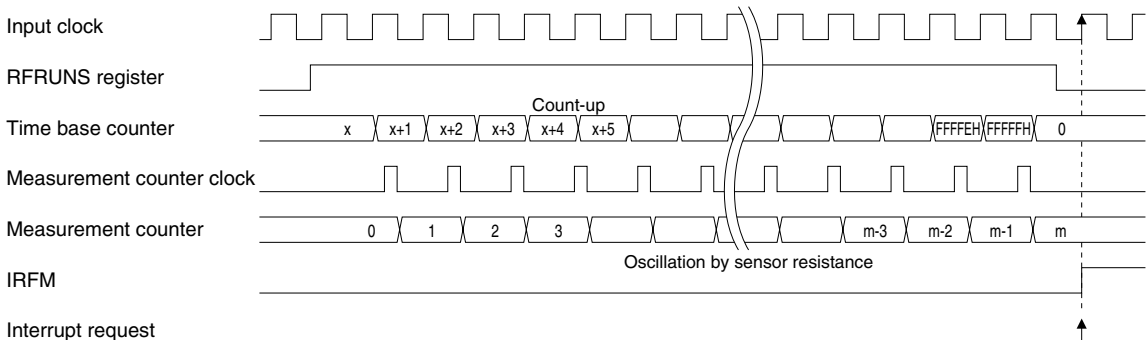 Input clock
RFRUNS register
Count-up
Time base counter x x+1 x+2 x+3 x+4 x+5 FFFFEH FFFFFH 0
Measurement counter clock
Measurement counter 0 1 2 3 m-3 m-2 m-1 m
Oscillation by sensor resistance
IRFM
Interrupt request